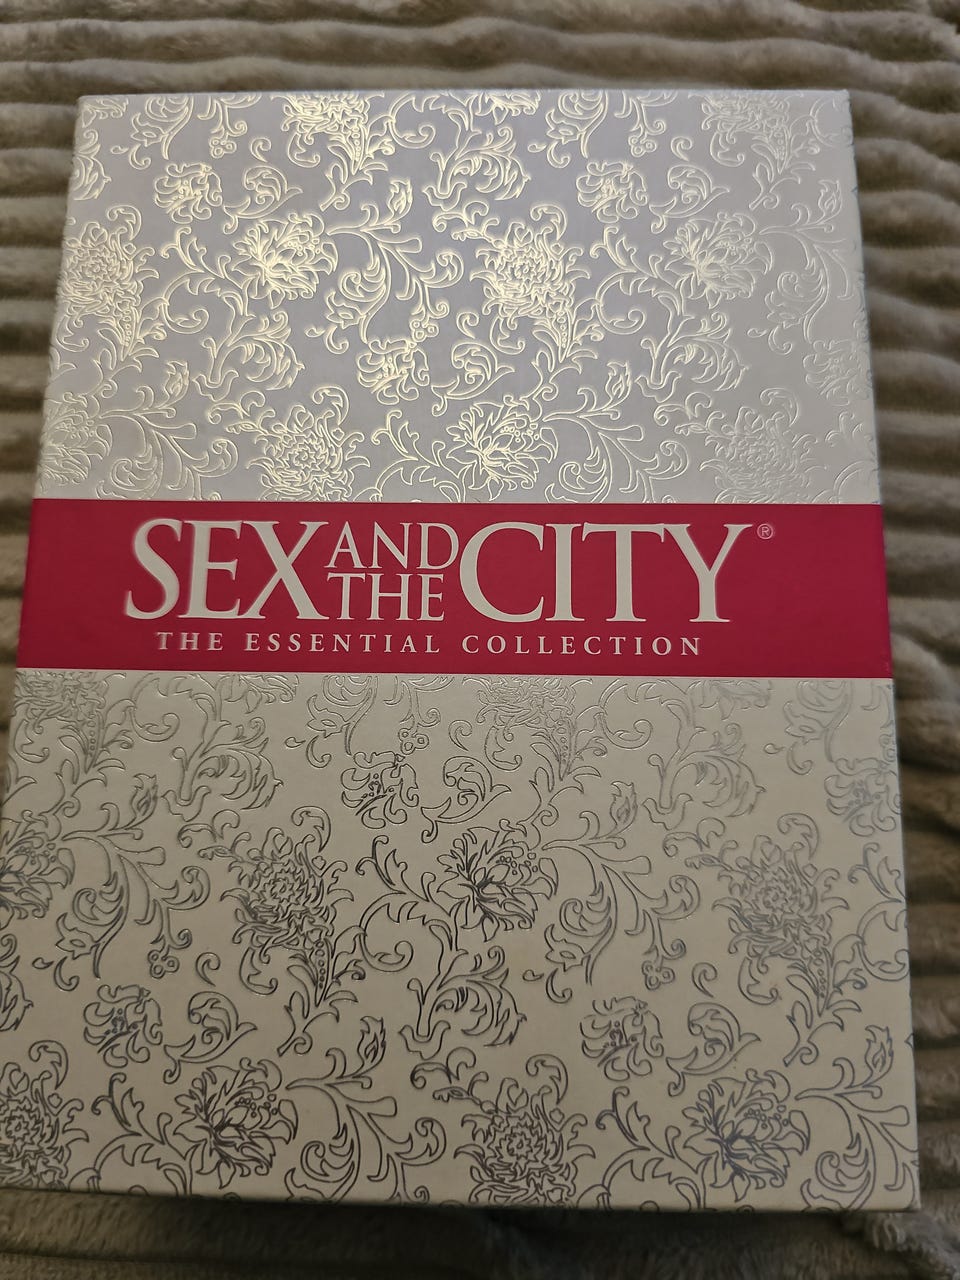 SEX AND THE CITY®
THE ESSENTIAL COLLECTION